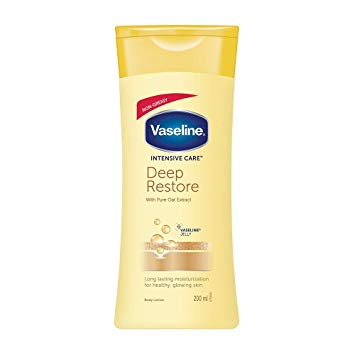 NON-GREASY
Vaseline.
INTENSIVE CARE™
Deep
Restore
With Pure Oat Extract
VASELINE®
JELLY
Long lasting moisturization
for healthy, glowing skin
Body Lotion
200 ml